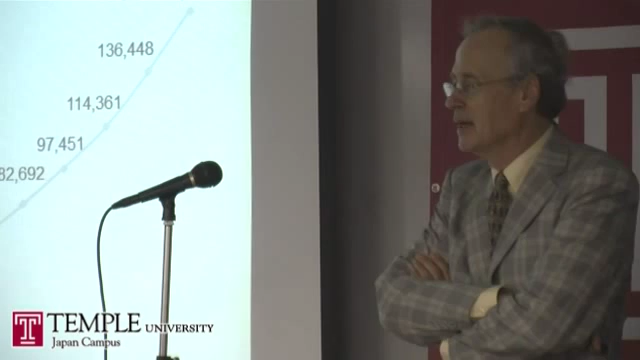 136,448
114,361
97,451
82,692
T
TEMPLE UNIVERSITY
Japan Campus